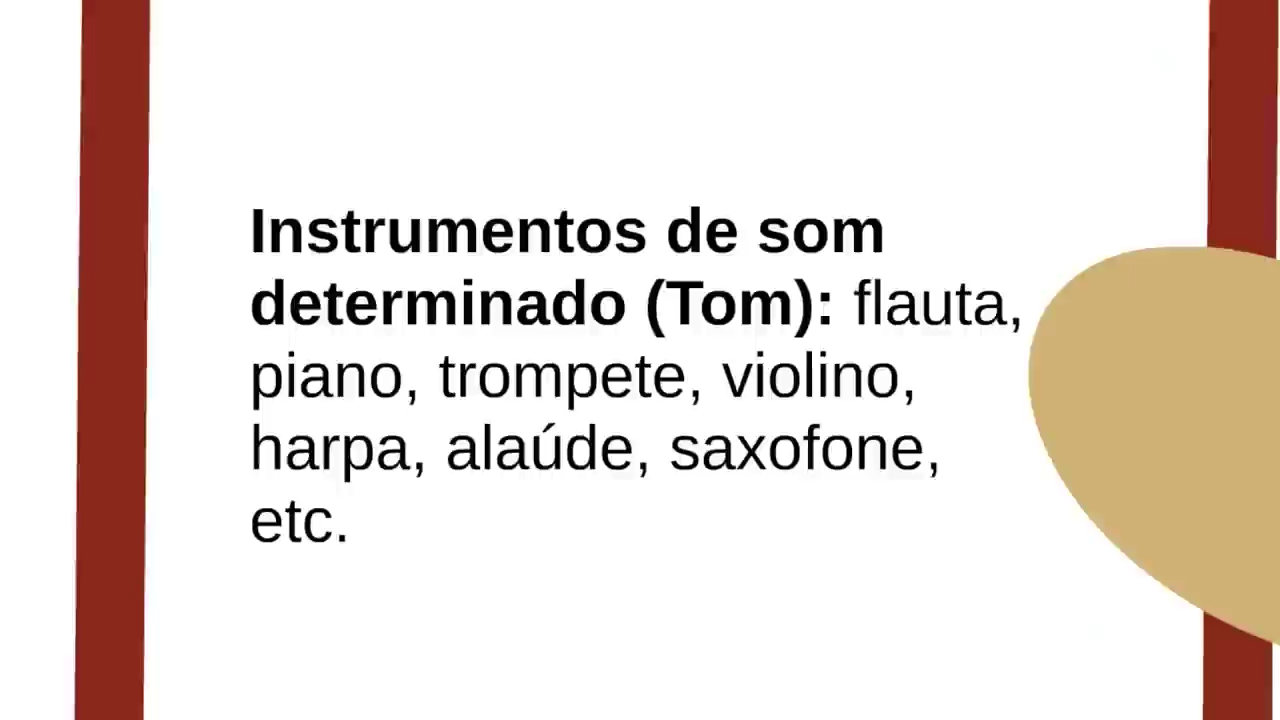 Instrumentos de som
determinado (Tom): flauta,
piano, trompete, violino,
harpa, alaúde, saxofone,
etc.